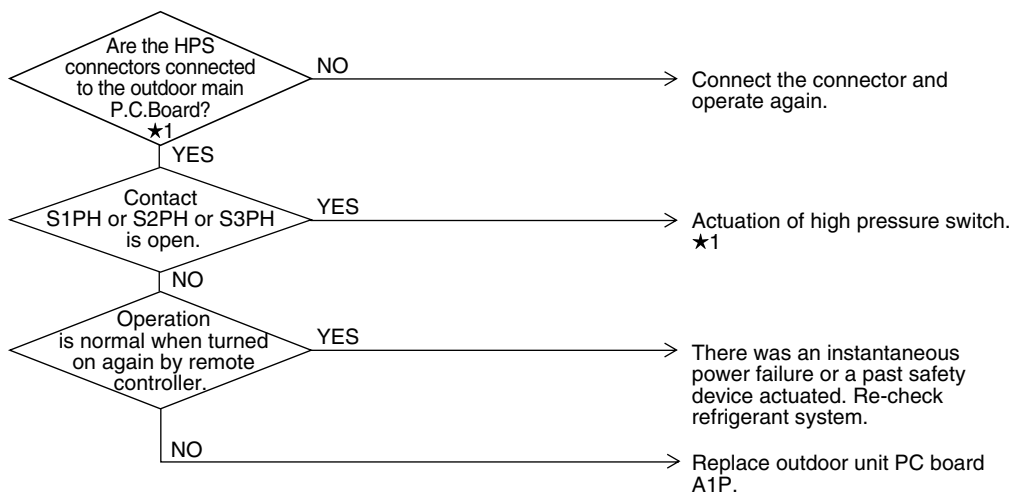 Are the HPS
connectors connected
to the outdoor main
P.C.Board?
★1
NO
Connect the connector and
operate again.
YES
Contact
S1PH or S2PH or S3PH
is open.
YES
Actuation of high pressure switch.
★1
NO
Operation
is normal when turned
on again by remote
controller.
YES
There was an instantaneous
power failure or a past safety
device actuated. Re-check
refrigerant system.
NO
Replace outdoor unit PC board
A1P.